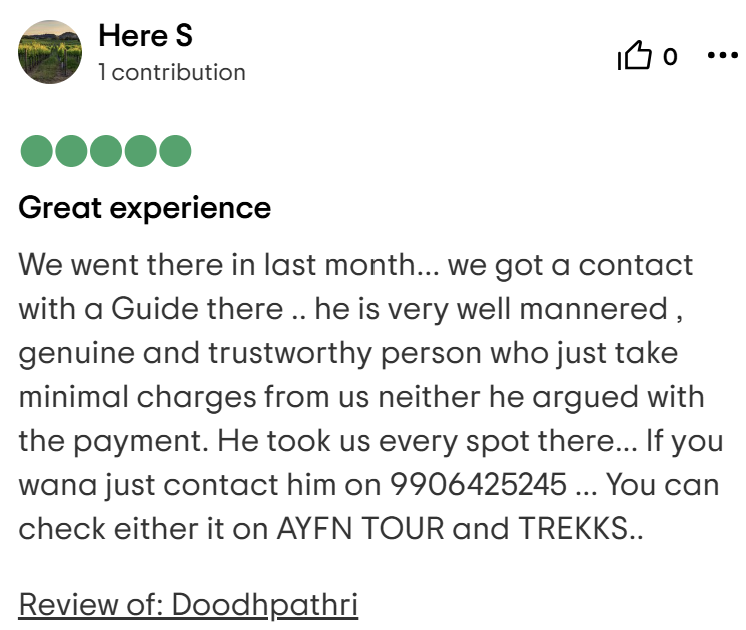 Here S
1 contribution
0
Great experience
We went there in last month... we got a contact
with a Guide there .. he is very well mannered ,
genuine and trustworthy person who just take
minimal charges from us neither he argued with
the payment. He took us every spot there... If you
wana just contact him on 9906425245 ... You can
check either it on AYFN TOUR and TREKKS..
Review of: Doodhpathri